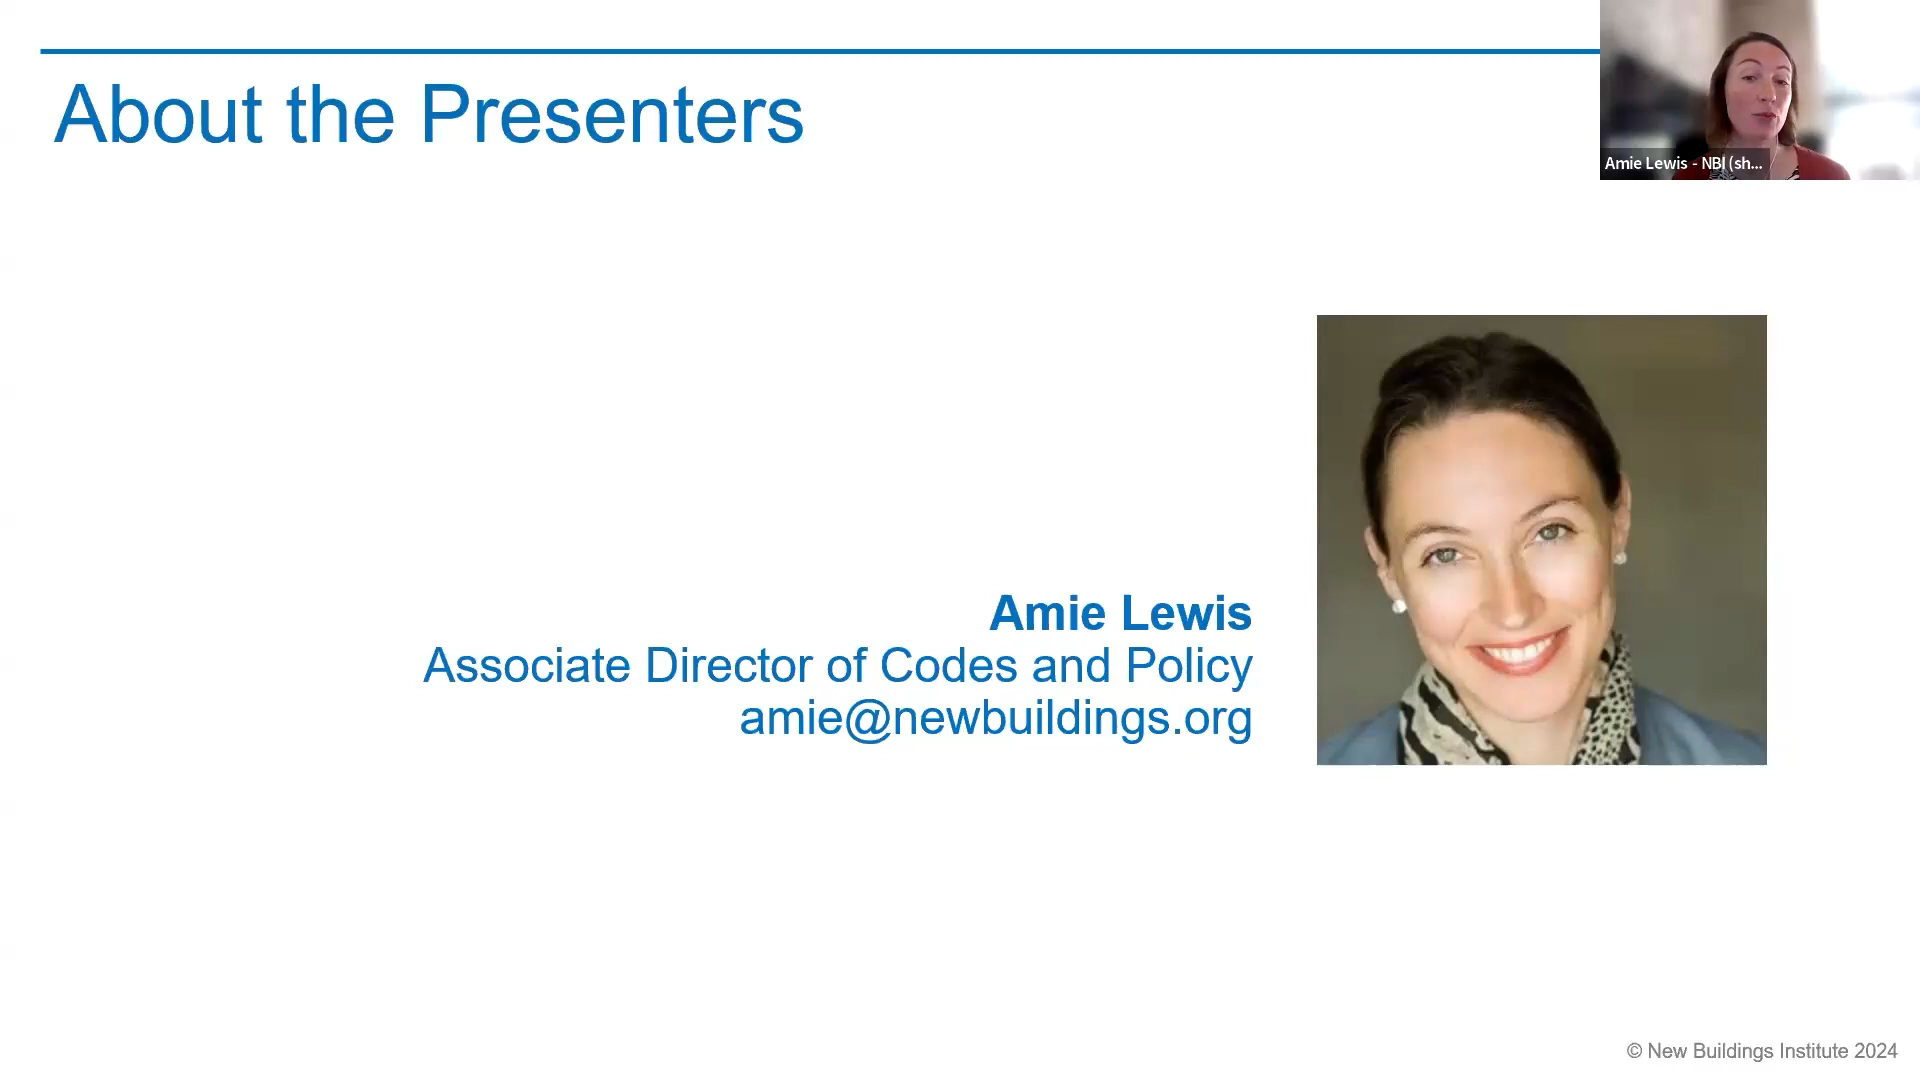 About the Presenters
Amie Lewis - NBI (sh...
Amie Lewis
Associate Director of Codes and Policy
amie@newbuildings.org
© New Buildings Institute 2024